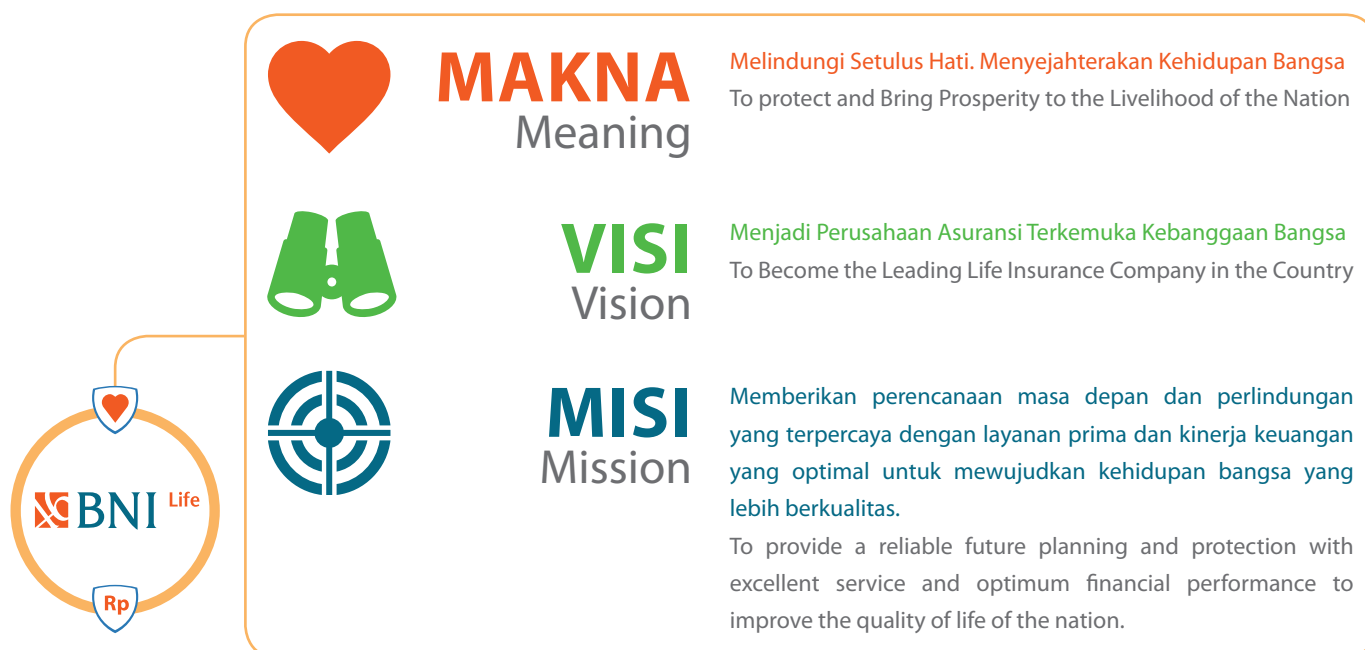 MAKNA
Meaning
Melindungi Setulus Hati. Menyejahterakan Kehidupan Bangsa
To protect and Bring Prosperity to the Livelihood of the Nation
VISI
Vision
Menjadi Perusahaan Asuransi Terkemuka Kebanggaan Bangsa
To Become the Leading Life Insurance Company in the Country
MISI
Mission
Memberikan perencanaan masa depan dan perlindungan
yang terpercaya dengan layanan prima dan kinerja keuangan
yang optimal untuk mewujudkan kehidupan bangsa yang
lebih berkualitas.
To provide a reliable future planning and protection with
excellent service and optimum financial performance to
improve the quality of life of the nation.
BNI Life
Rp